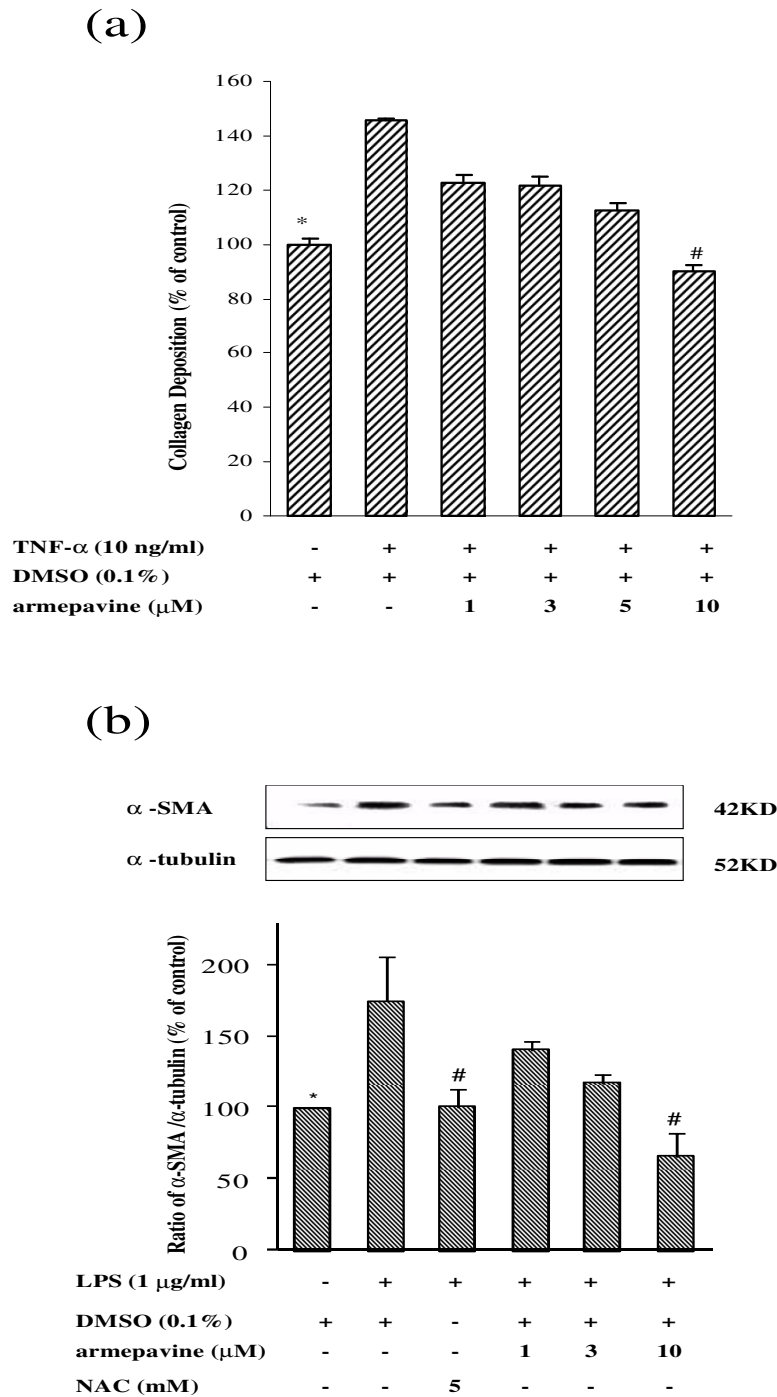 (a)
160
140
120
100
80
60
40
20
0
Collagen Deposition (% of control)
*
#
TNF-α (10 ng/ml) - + + + + +
DMSO (0.1%) + + + + + +
armepavine (μM) - - 1 3 5 10
(b)
α -SMA 42KD
α -tubulin 52KD
200
150
100
50
0
Ratio of α-SMA/α-tubulin (% of control)
*
#
#
LPS (1 μg/ml) - + + + + +
DMSO (0.1%) + + - + + +
armepavine (μM) - - - 1 3 10
NAC (mM) - - 5 - - -